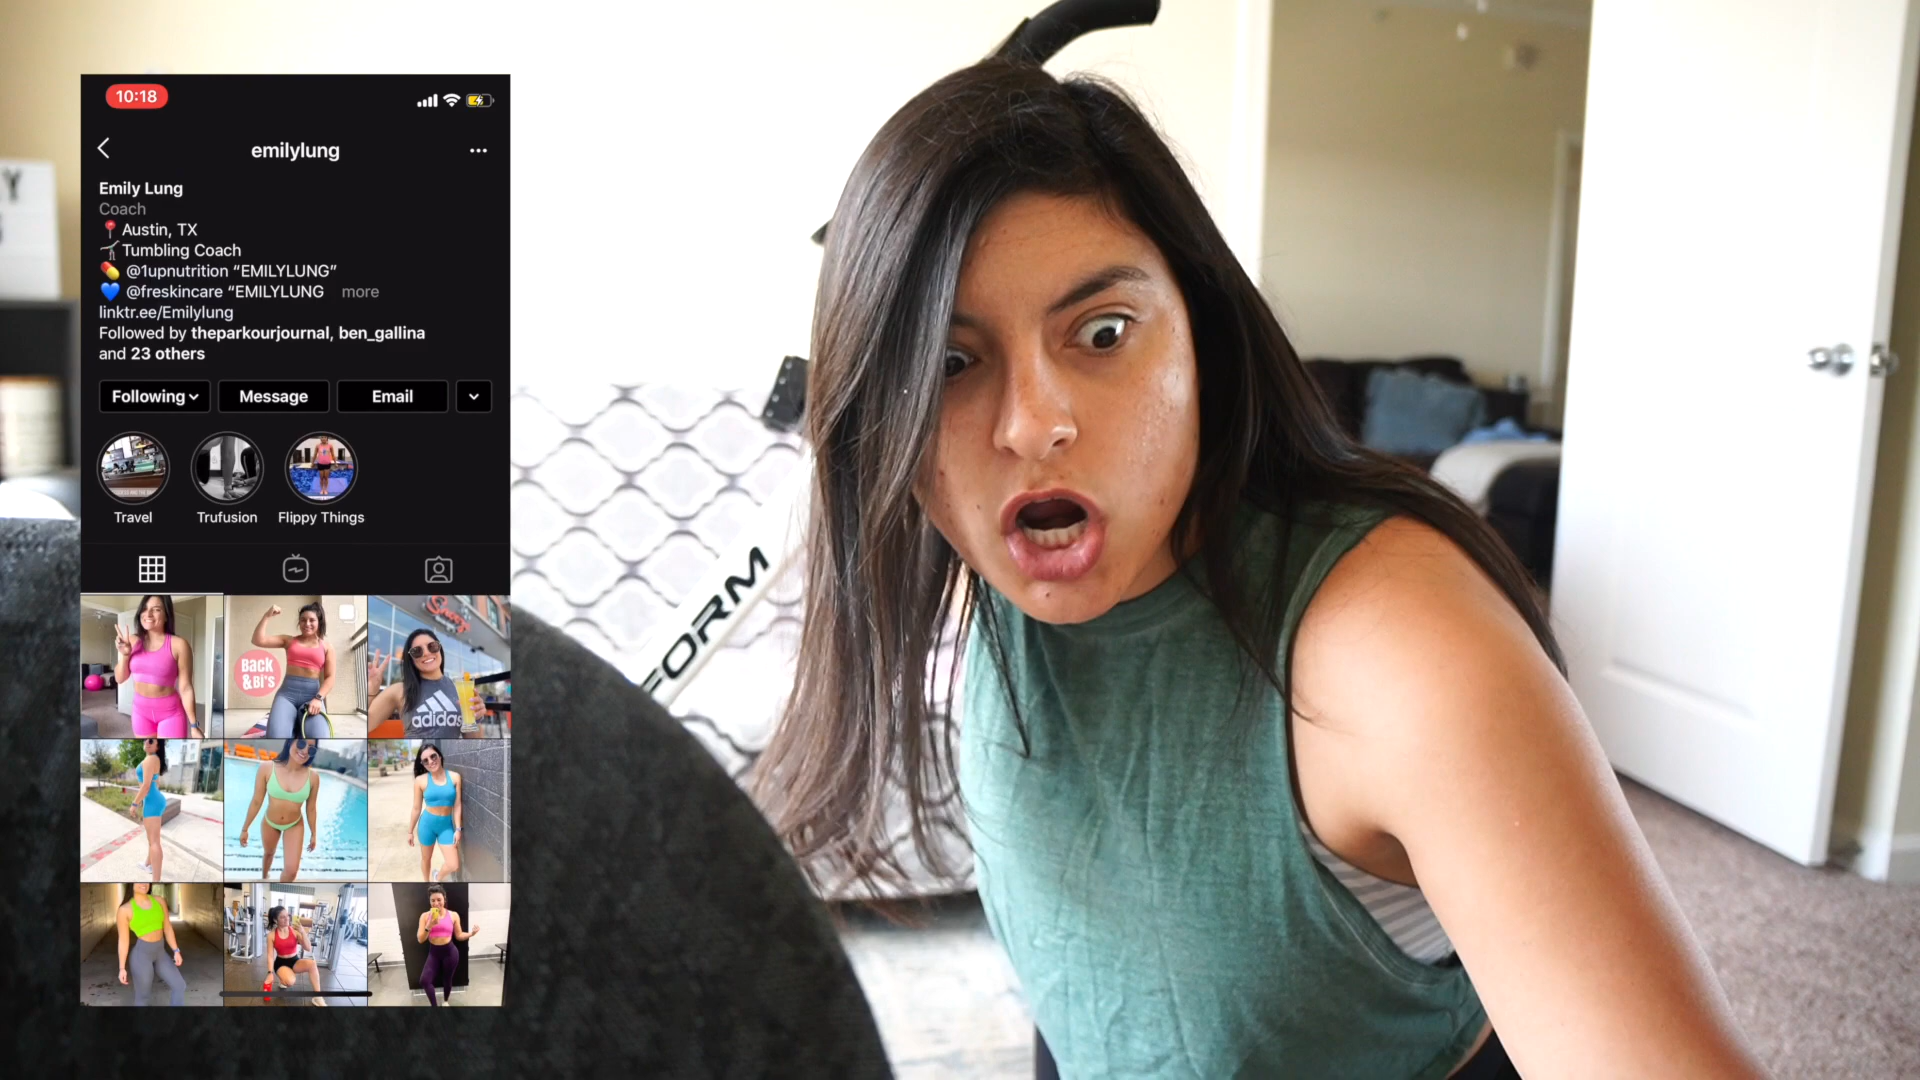 10:18
emilylung
Emily Lung
Coach
📍 Austin, TX
🤸 Tumbling Coach
💊 @1upnutrition “EMILYLUNG”
💙 @freskincare “EMILYLUNG more
linktr.ee/Emilylung
Followed by theparkourjournal, ben_gallina
and 23 others
Following Message Email
Travel Trufusion Flippy Things
Back
&Bi's
adidas
FORM
Y